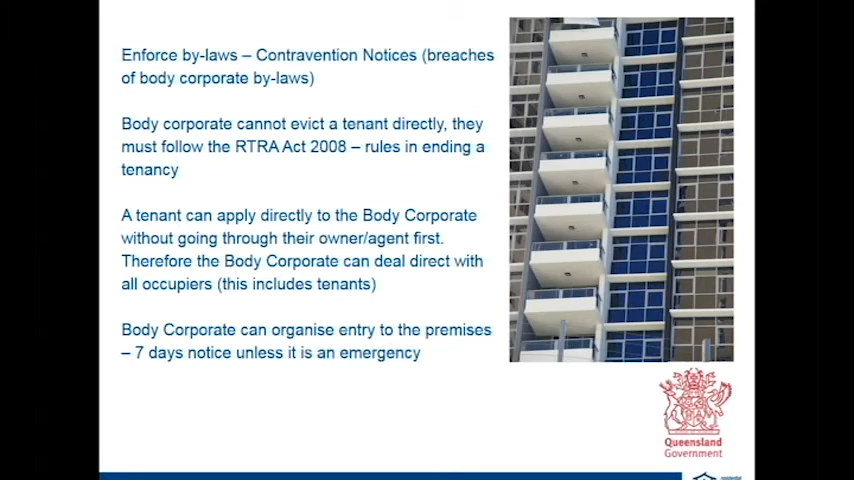 Enforce by-laws – Contravention Notices (breaches
of body corporate by-laws)
Body corporate cannot evict a tenant directly, they
must follow the RTRA Act 2008 – rules in ending a
tenancy
A tenant can apply directly to the Body Corporate
without going through their owner/agent first.
Therefore the Body Corporate can deal direct with
all occupiers (this includes tenants)
Body Corporate can organise entry to the premises
– 7 days notice unless it is an emergency
Queensland
Government